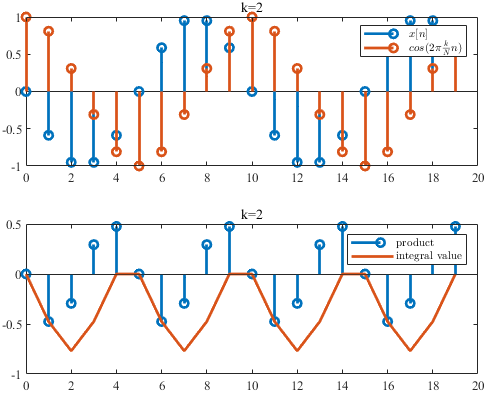 k=2
1
0.5
0
-0.5
-1
0 2 4 6 8 10 12 14 16 18 20
x[n]
cos(2π\frac{k}{N}n)
k=2
0.5
0
-0.5
-1
0 2 4 6 8 10 12 14 16 18 20
product
integral value